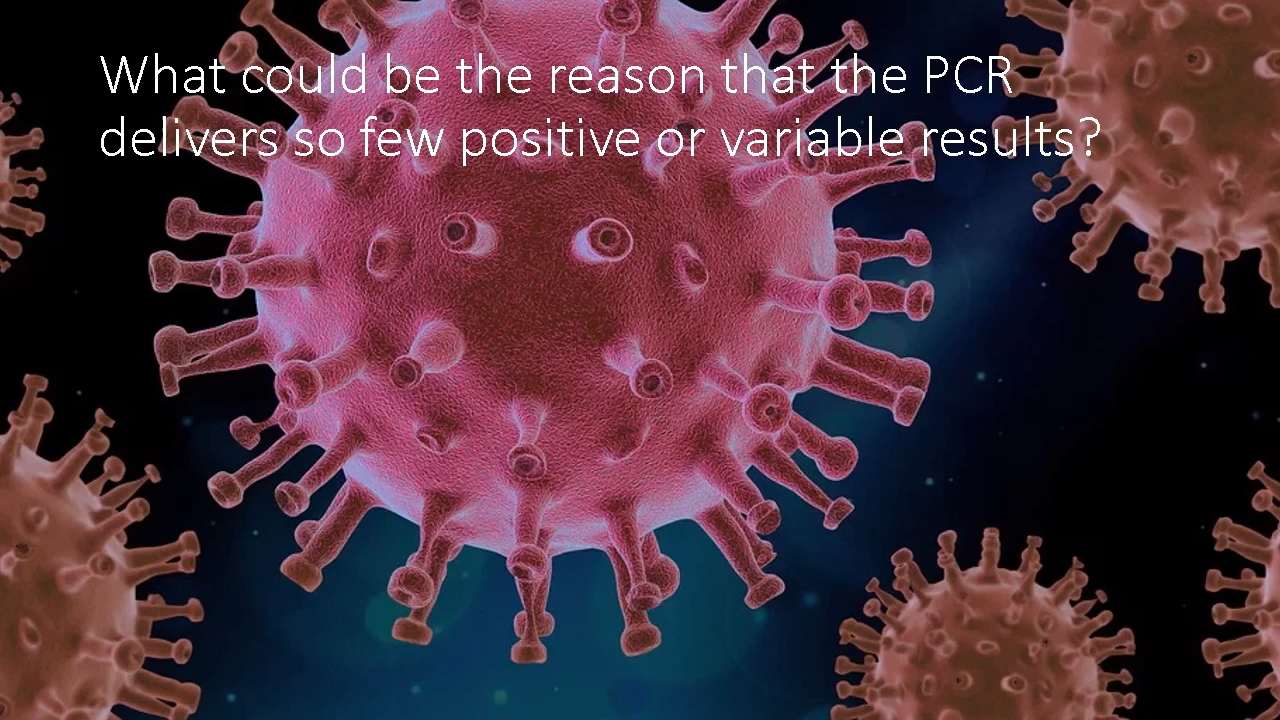 What could be the reason that the PCR
delivers so few positive or variable results?